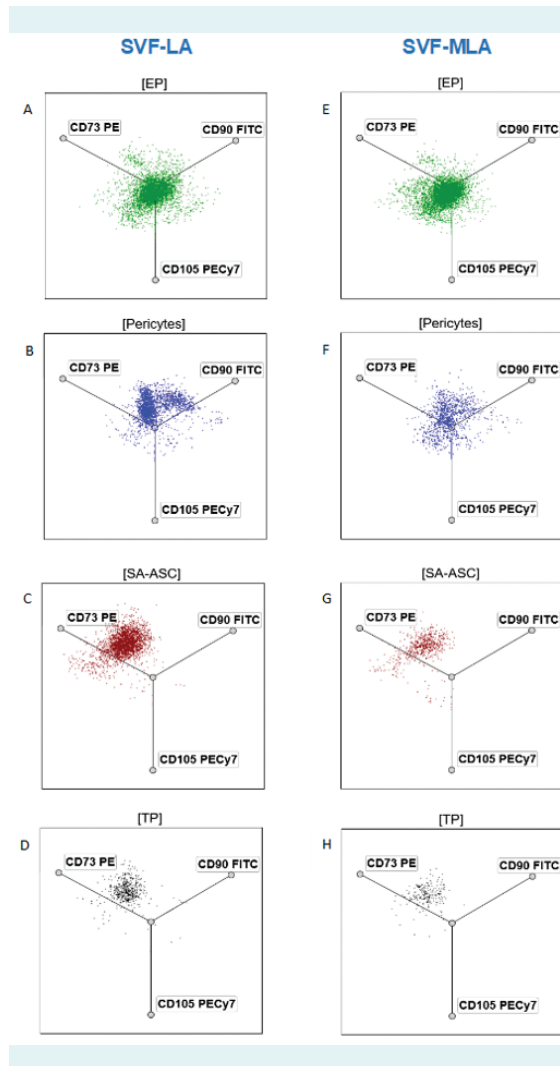 SVF-LA
SVF-MLA
[EP]
[EP]
A
CD73 PE
CD90 FITC
CD105 PECy7
E
CD73 PE
CD90 FITC
CD105 PECy7
[Pericytes]
[Pericytes]
B
CD73 PE
CD90 FITC
CD105 PECy7
F
CD73 PE
CD90 FITC
CD105 PECy7
[SA-ASC]
[SA-ASC]
C
CD73 PE
CD90 FITC
CD105 PECy7
G
CD73 PE
CD90 FITC
CD105 PECy7
[TP]
[TP]
D
CD73 PE
CD90 FITC
CD105 PECy7
H
CD73 PE
CD90 FITC
CD105 PECy7